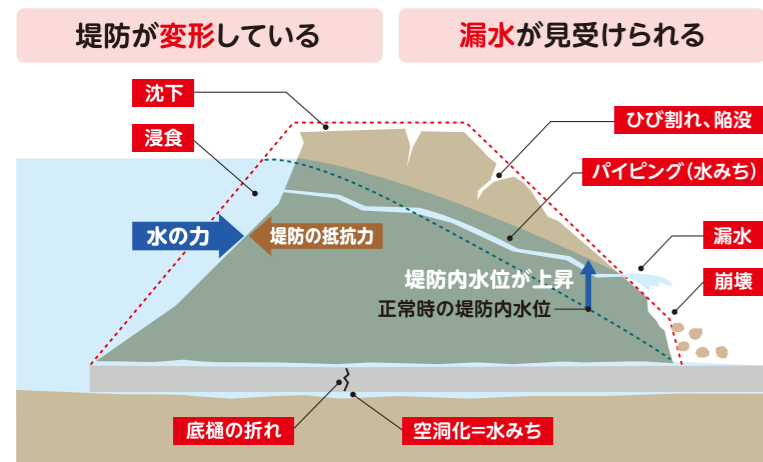 堤防が変形している
漏水が見受けられる
沈下
浸食
ひび割れ、陥没
パイピング(水みち)
水の力
堤防の抵抗力
漏水
堤防内水位が上昇
崩壊
正常時の堤防内水位
底樋の折れ
空洞化=水みち